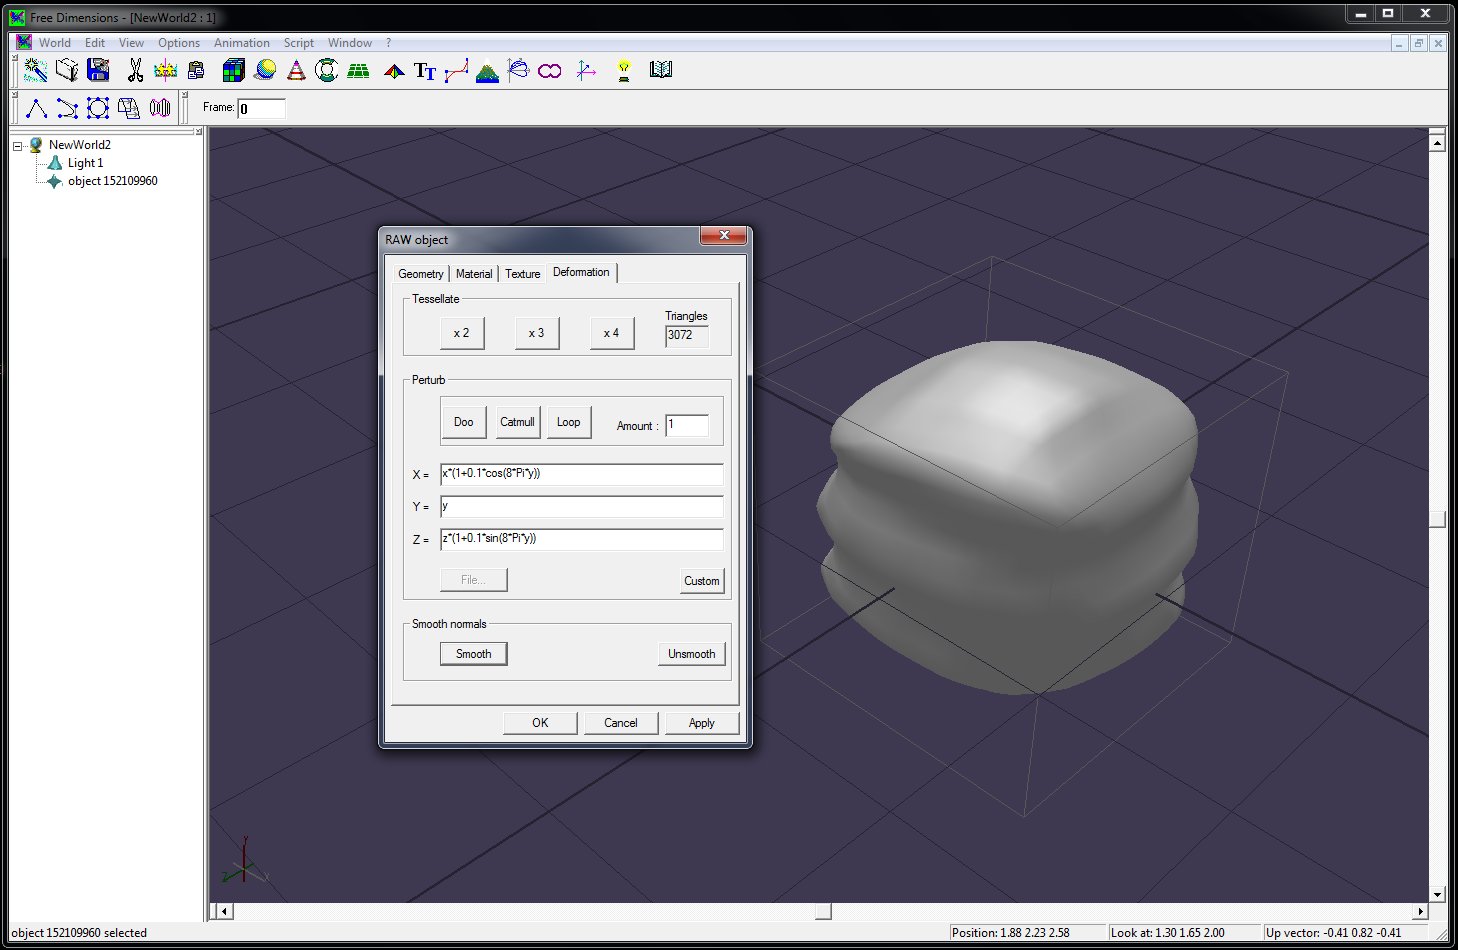 Free Dimensions - [NewWorld2 : 1]
World Edit View Options Animation Script Window ?
Frame: 0
NewWorld2
Light 1
object 152109960
RAW object
Geometry Material Texture Deformation
Tessellate
Triangles
x 2 x 3 x 4 3072
Perturb
Doo Catmull Loop Amount : 1
X = x*(1+0.1*cos(8*Pi*y))
Y = y
Z = z*(1+0.1*sin(8*Pi*y))
File... Custom
Smooth normals
Smooth Unsmooth
OK Cancel Apply
Y
Z X
object 152109960 selected Position: 1.88 2.23 2.58 Look at: 1.30 1.65 2.00 Up vector: -0.41 0.82 -0.41